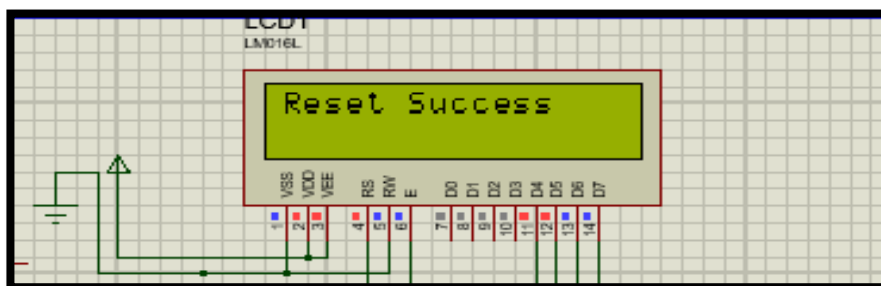 LCD1
LM016L
Reset Success
VSS
VDD
VEE
RS
RW
E
D0
D1
D2
D3
D4
D5
D6
D7
1
2
3
4
5
6
7
8
9
10
11
12
13
14